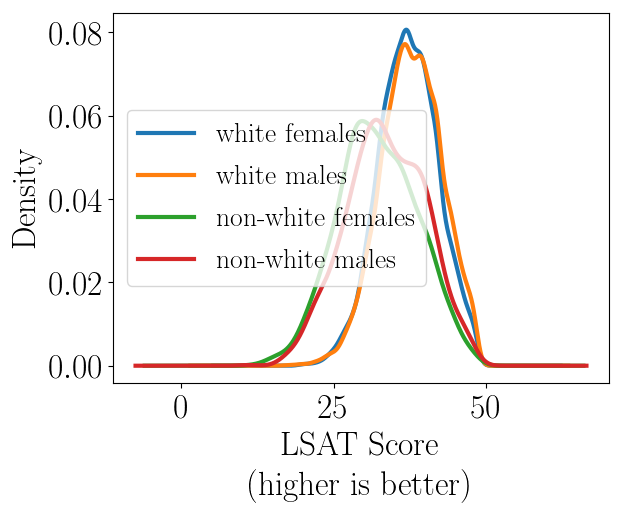 0.08
0.06
0.04
0.02
0.00
Density
white females
white males
non-white females
non-white males
0 25 50
LSAT Score
(higher is better)